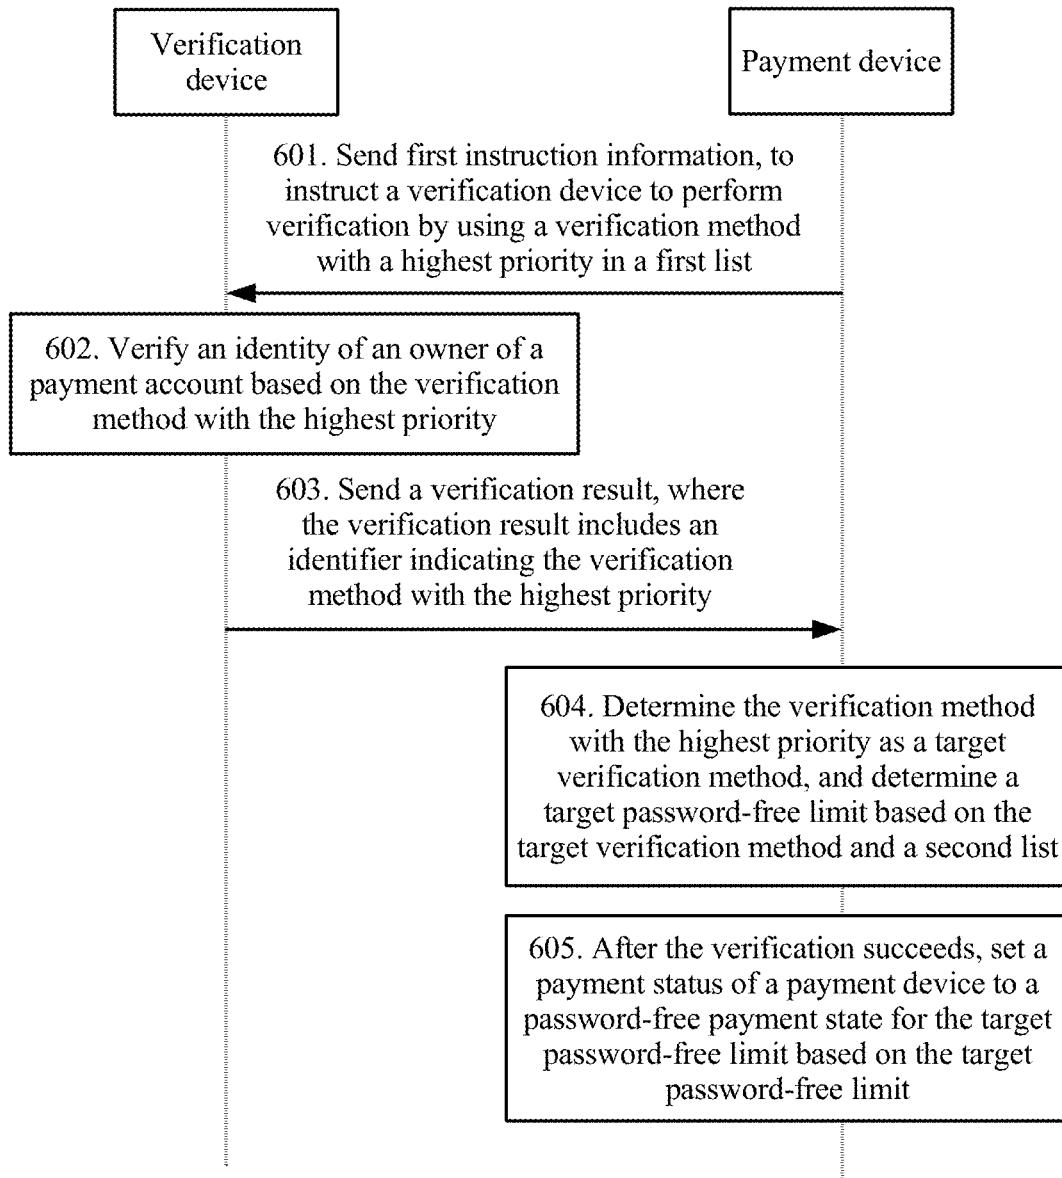 Verification
device
Payment device
601. Send first instruction information, to
instruct a verification device to perform
verification by using a verification method
with a highest priority in a first list
602. Verify an identity of an owner of a
payment account based on the verification
method with the highest priority
603. Send a verification result, where
the verification result includes an
identifier indicating the verification
method with the highest priority
604. Determine the verification method
with the highest priority as a target
verification method, and determine a
target password-free limit based on the
target verification method and a second list
605. After the verification succeeds, set a
payment status of a payment device to a
password-free payment state for the target
password-free limit based on the target
password-free limit